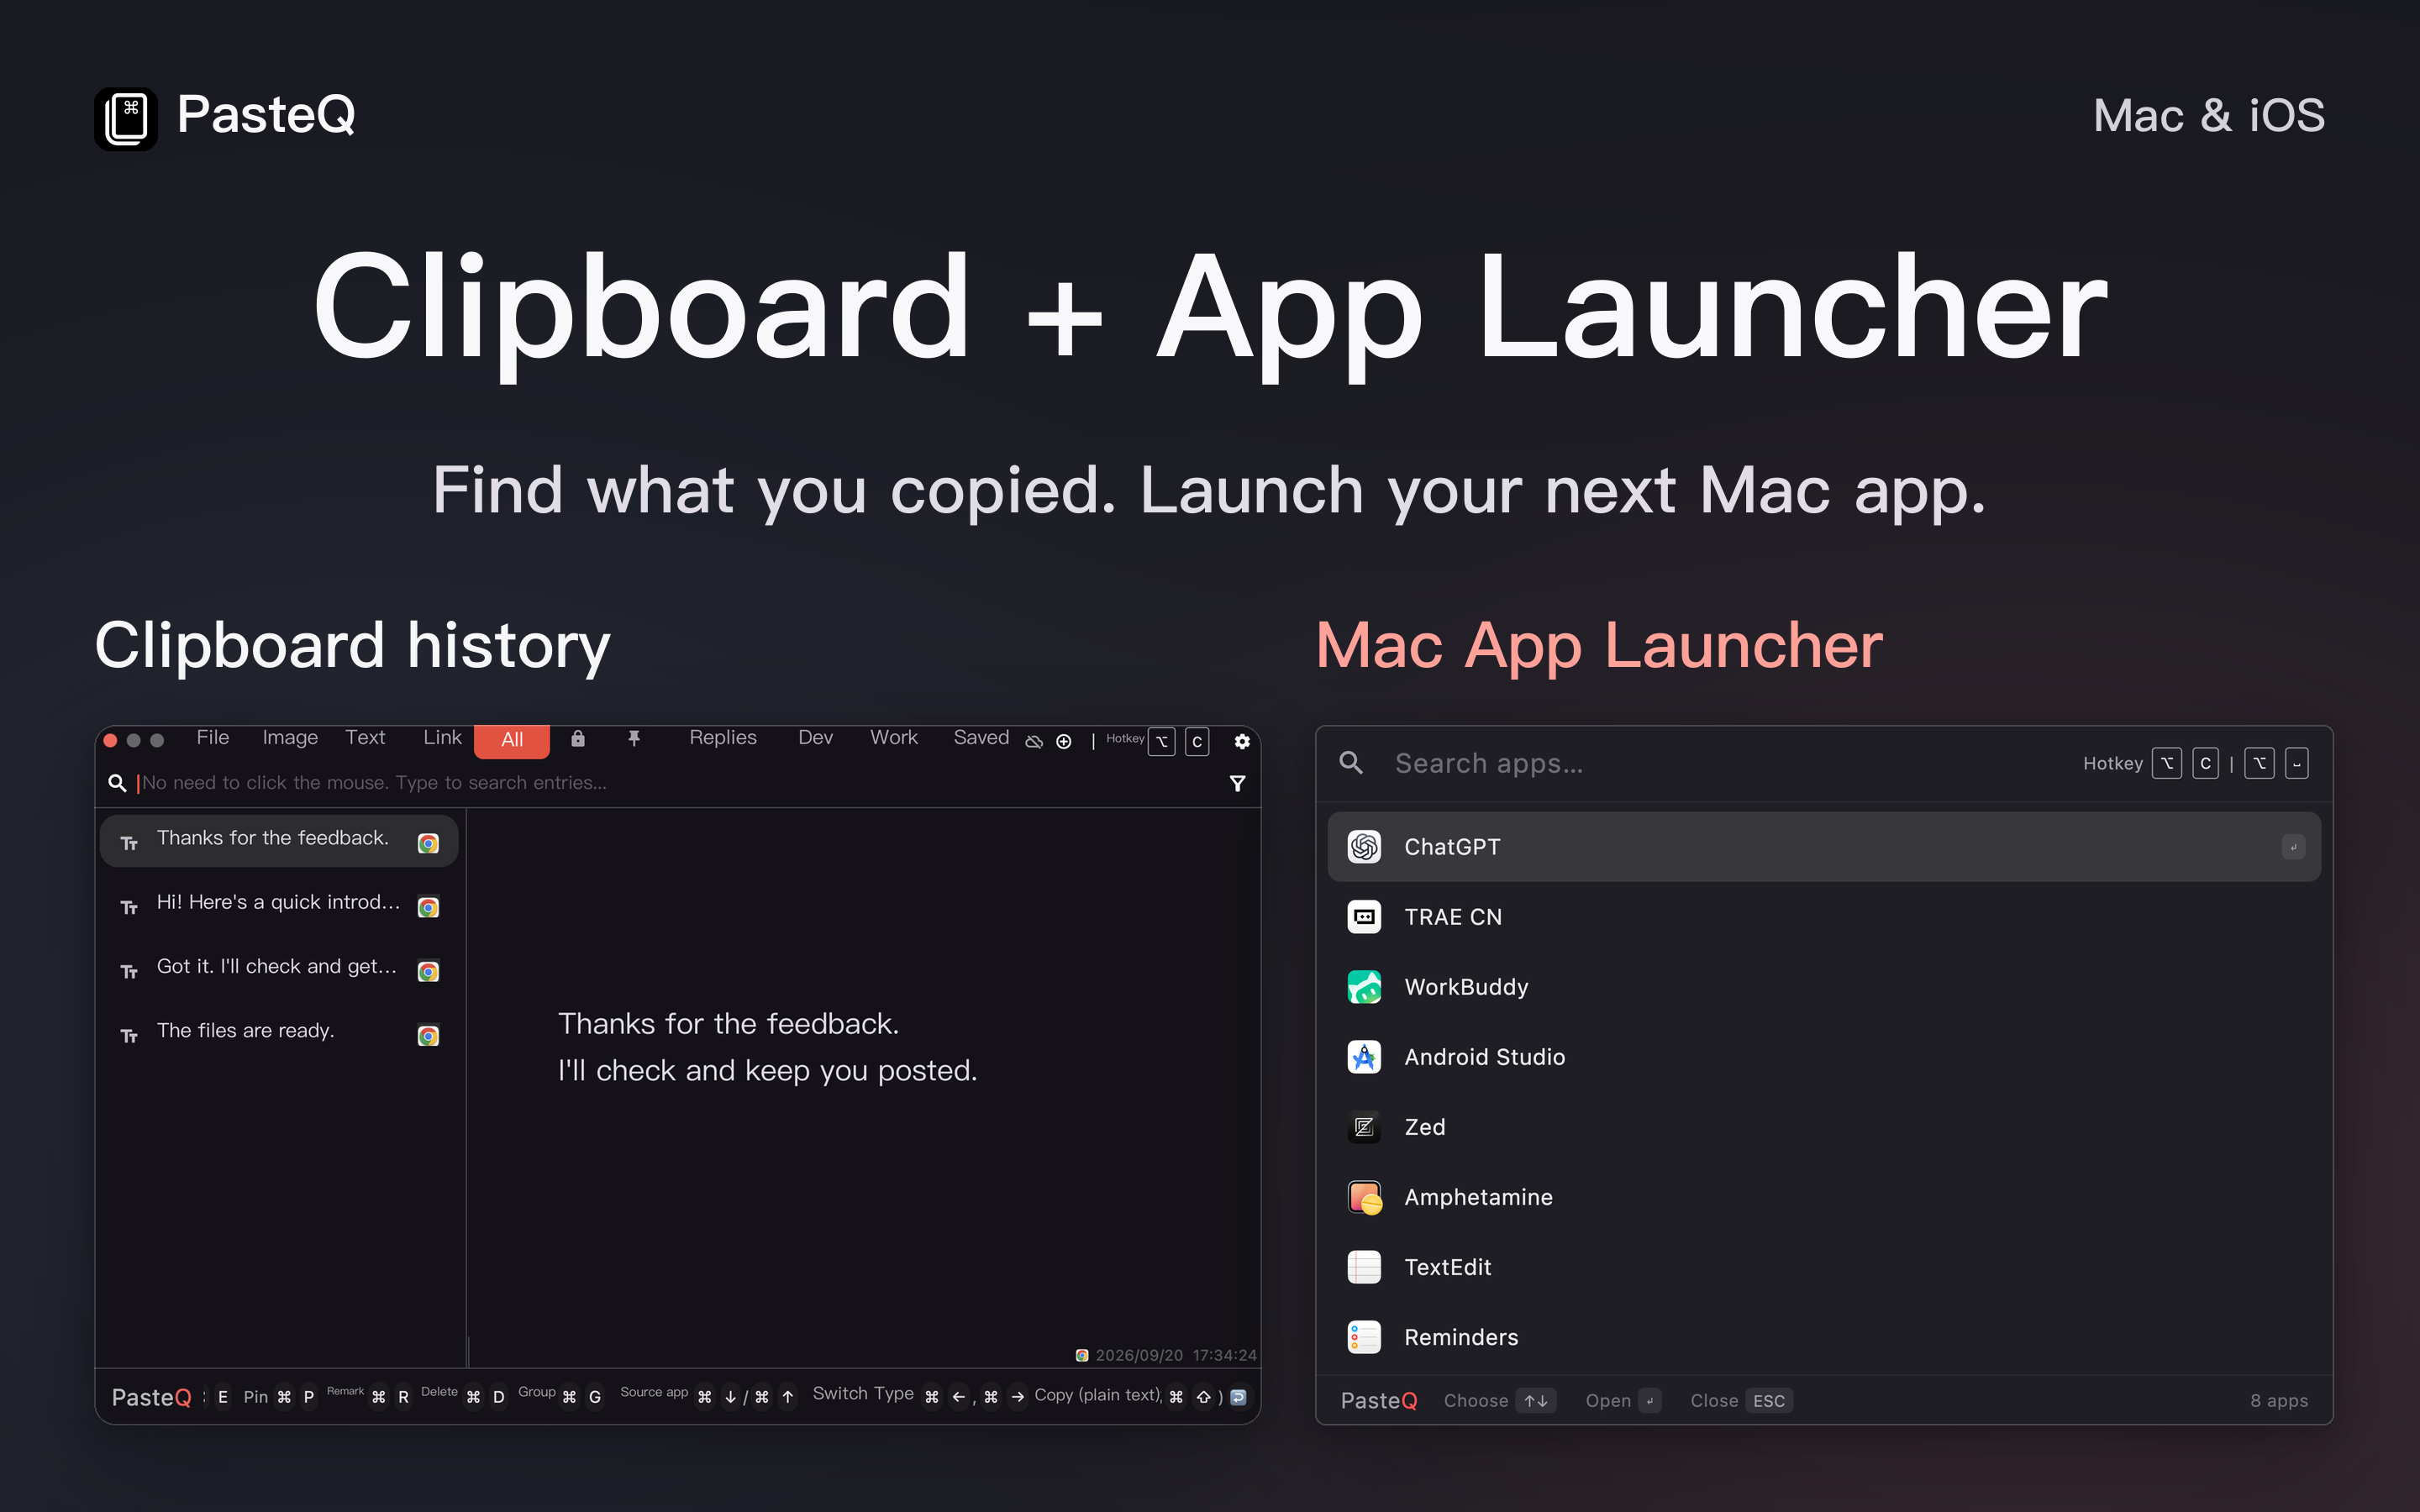 PasteQ
Mac & iOS
Clipboard + App Launcher
Find what you copied. Launch your next Mac app.
Clipboard history
Mac App Launcher
File Image Text Link All Replies Dev Work Saved | Hotkey ⌥ C
No need to click the mouse. Type to search entries...
Thanks for the feedback.
Hi! Here's a quick introd...
Got it. I'll check and get...
The files are ready.
Thanks for the feedback.
I'll check and keep you posted.
2026/09/20 17:34:24
PasteQ E Pin ⌘ P Remark ⌘ R Delete ⌘ D Group ⌘ G Source app ⌘ ↓ / ⌘ ↑ Switch Type ⌘ ←, ⌘ → Copy (plain text), ⌘ ⇧ )
Search apps...
Hotkey ⌥ C | ⌥ ⎵
ChatGPT
TRAE CN
WorkBuddy
Android Studio
Zed
Amphetamine
TextEdit
Reminders
PasteQ Choose ↑↓ Open ↵ Close ESC 8 apps